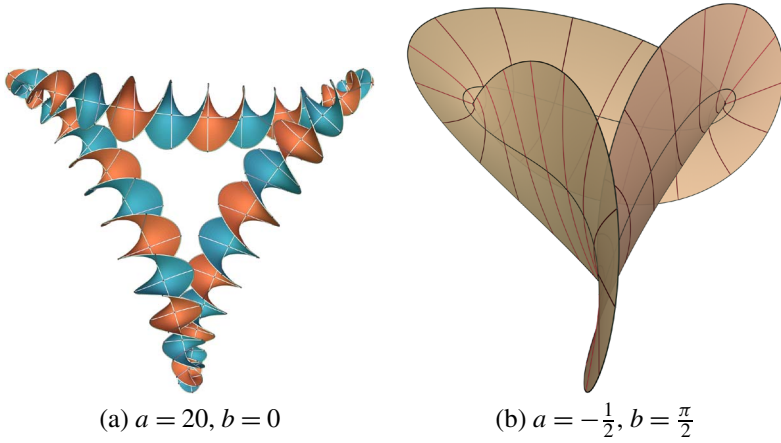 (a) a = 20, b = 0
(b) a = −1/2, b = π/2